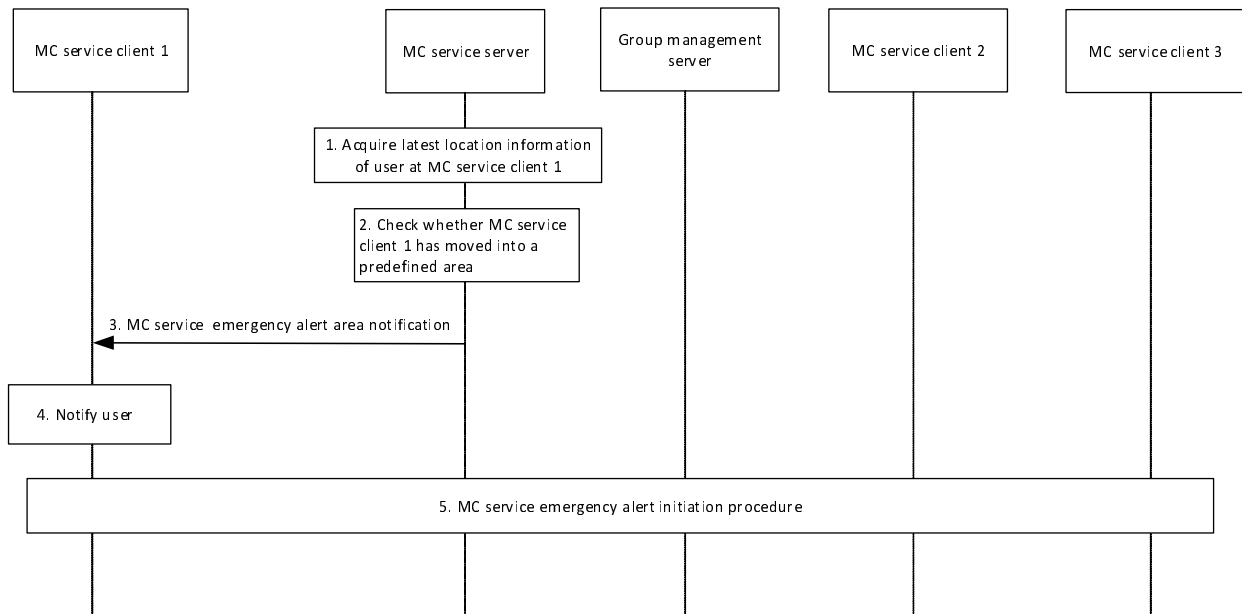 MC service client 1
MC service server
Group management
server
MC service client 2
MC service client 3
1. Acquire latest location information
of user at MC service client 1
2. Check whether MC service
client 1 has moved into a
predefined area
3. MC service emergency alert area notification
4. Notify user
5. MC service emergency alert initiation procedure